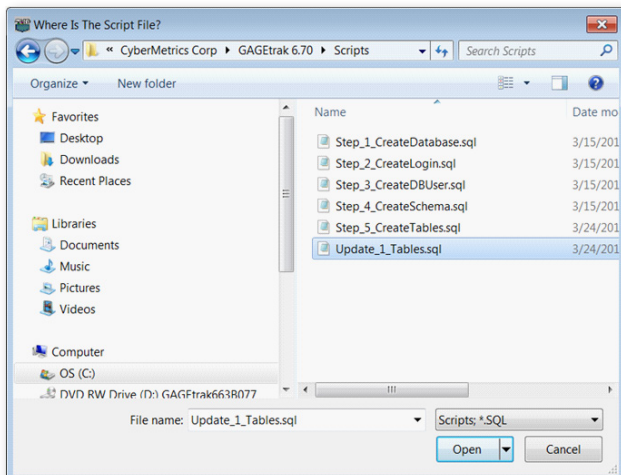 Where Is The Script File?
« CyberMetrics Corp GAGEtrak 6.70 Scripts Search Scripts
Organize New folder
Favorites
Desktop
Downloads
Recent Places
Libraries
Documents
Music
Pictures
Videos
Computer
OS (C:)
DVD RW Drive (D:) GAGEtrak663B077
Name Date mo
Step_1_CreateDatabase.sql 3/15/201
Step_2_CreateLogin.sql 3/15/201
Step_3_CreateDBUser.sql 3/15/201
Step_4_CreateSchema.sql 3/15/201
Step_5_CreateTables.sql 3/24/201
Update_1_Tables.sql 3/24/201
File name: Update_1_Tables.sql Scripts; *.SQL
Open Cancel